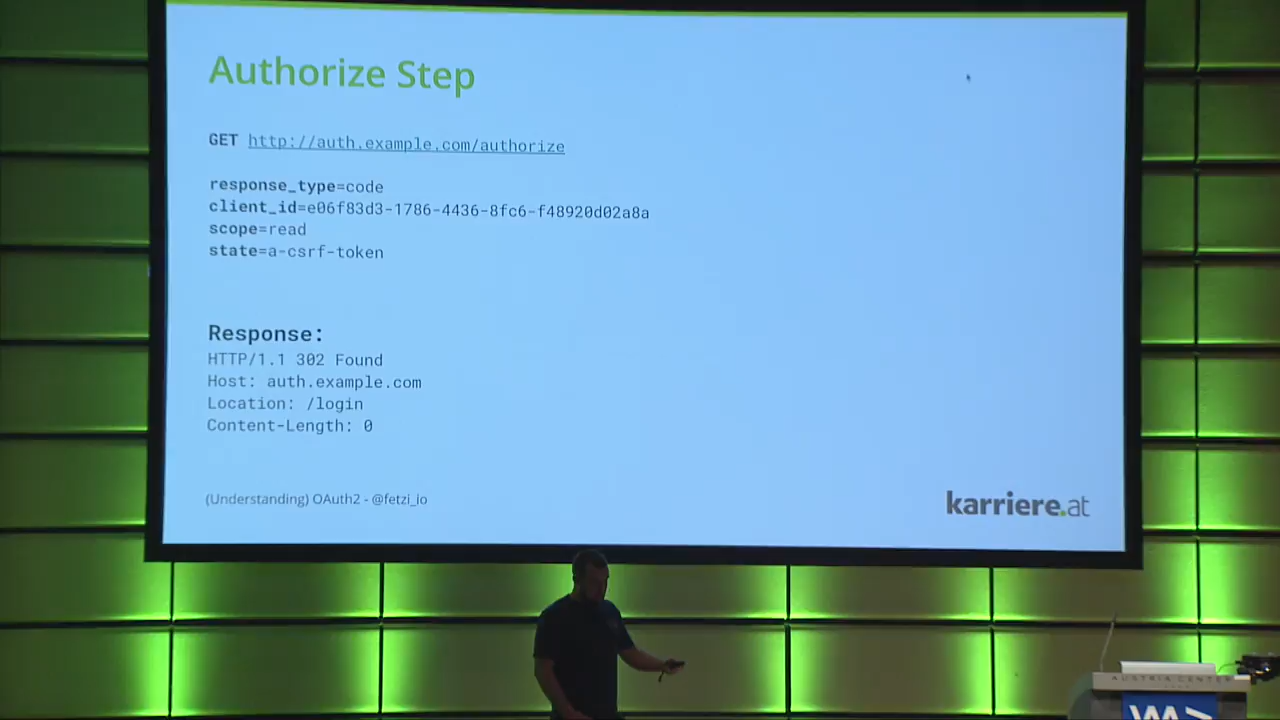 Authorize Step
GET http://auth.example.com/authorize
response_type=code
client_id=e06f83d3-1786-4436-8fc6-f48920d02a8a
scope=read
state=a-csrf-token
Response:
HTTP/1.1 302 Found
Host: auth.example.com
Location: /login
Content-Length: 0
(Understanding) OAuth2 - @fetzi_io
karriere.at
AUSTRIA CENTER